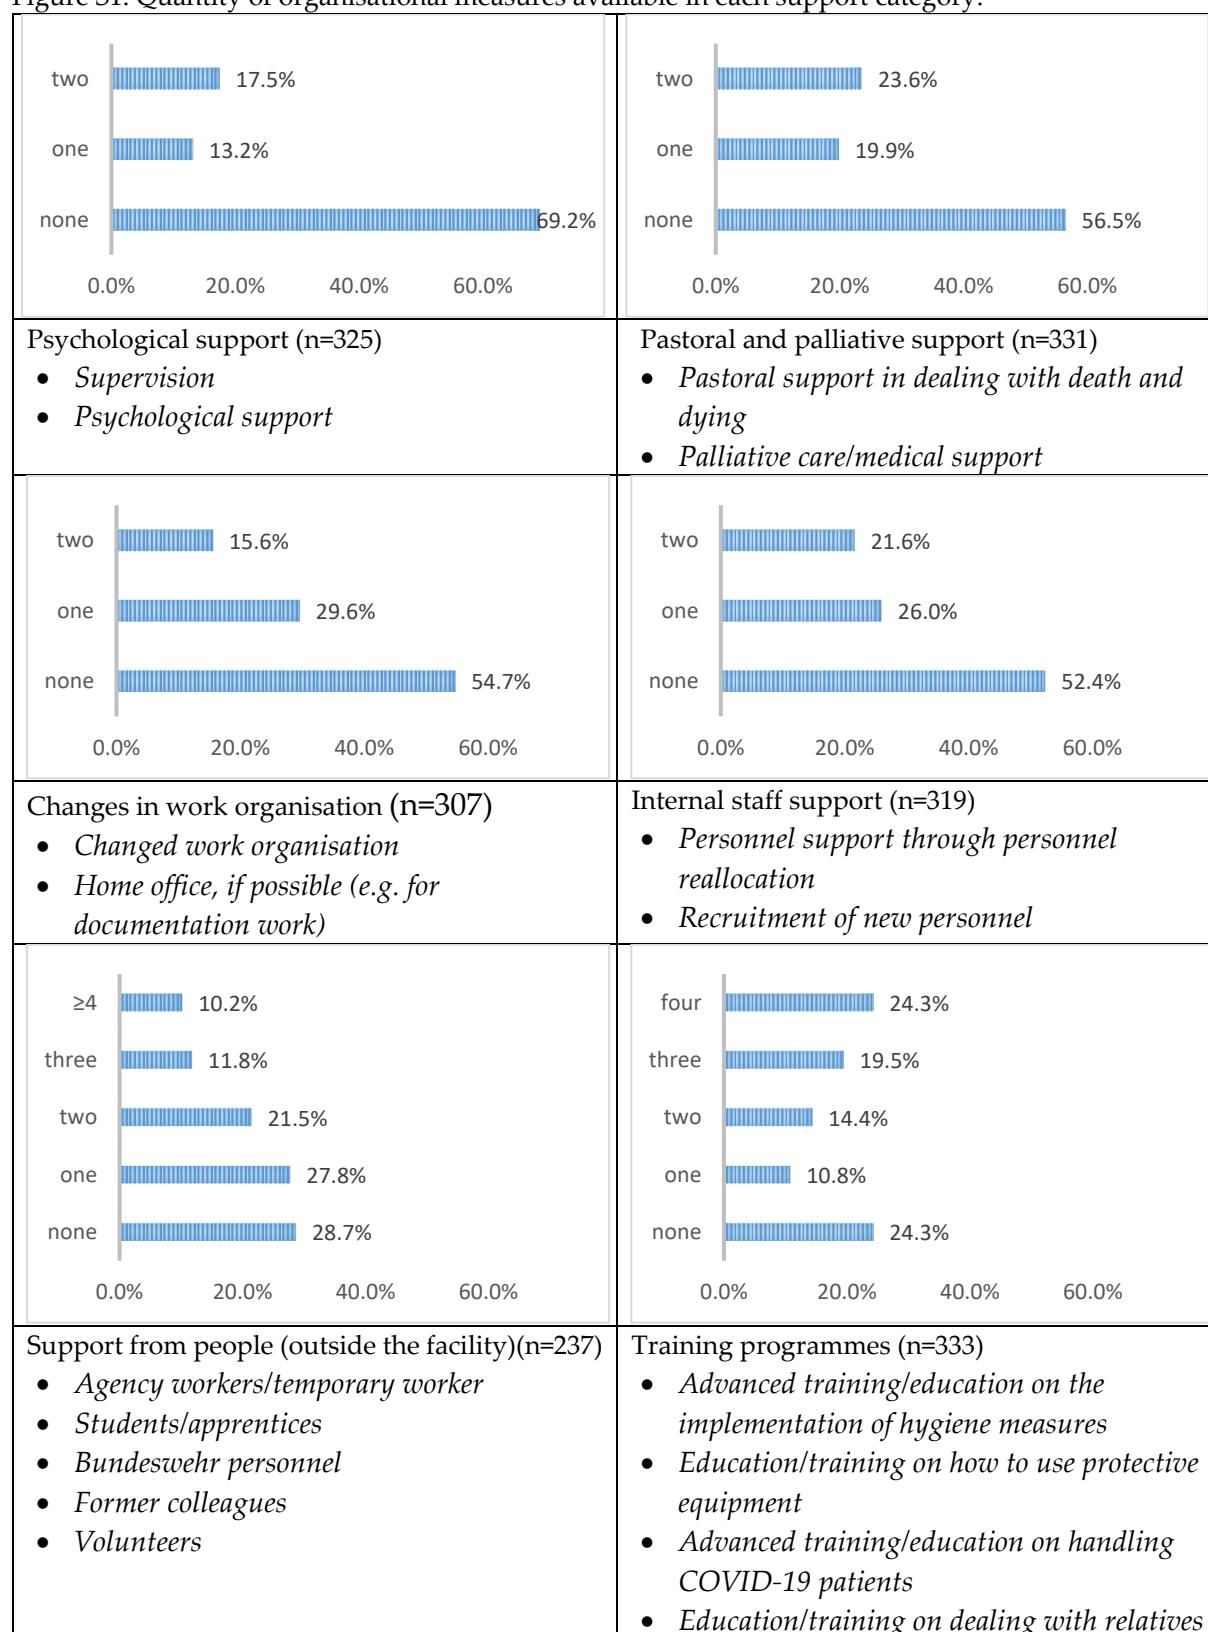 Figure S1. Quantity of organisational measures available in each support category.
two 17.5%
one 13.2%
none 69.2%
0.0% 20.0% 40.0% 60.0%
two 23.6%
one 19.9%
none 56.5%
0.0% 20.0% 40.0% 60.0%
Psychological support (n=325)
• Supervision
• Psychological support
Pastoral and palliative support (n=331)
• Pastoral support in dealing with death and
dying
• Palliative care/medical support
two 15.6%
one 29.6%
none 54.7%
0.0% 20.0% 40.0% 60.0%
two 21.6%
one 26.0%
none 52.4%
0.0% 20.0% 40.0% 60.0%
Changes in work organisation (n=307)
• Changed work organisation
• Home office, if possible (e.g. for
documentation work)
Internal staff support (n=319)
• Personnel support through personnel
reallocation
• Recruitment of new personnel
≥4 10.2%
three 11.8%
two 21.5%
one 27.8%
none 28.7%
0.0% 20.0% 40.0% 60.0%
four 24.3%
three 19.5%
two 14.4%
one 10.8%
none 24.3%
0.0% 20.0% 40.0% 60.0%
Support from people (outside the facility)(n=237)
• Agency workers/temporary worker
• Students/apprentices
• Bundeswehr personnel
• Former colleagues
• Volunteers
Training programmes (n=333)
• Advanced training/education on the
implementation of hygiene measures
• Education/training on how to use protective
equipment
• Advanced training/education on handling
COVID-19 patients
• Education/training on dealing with relatives